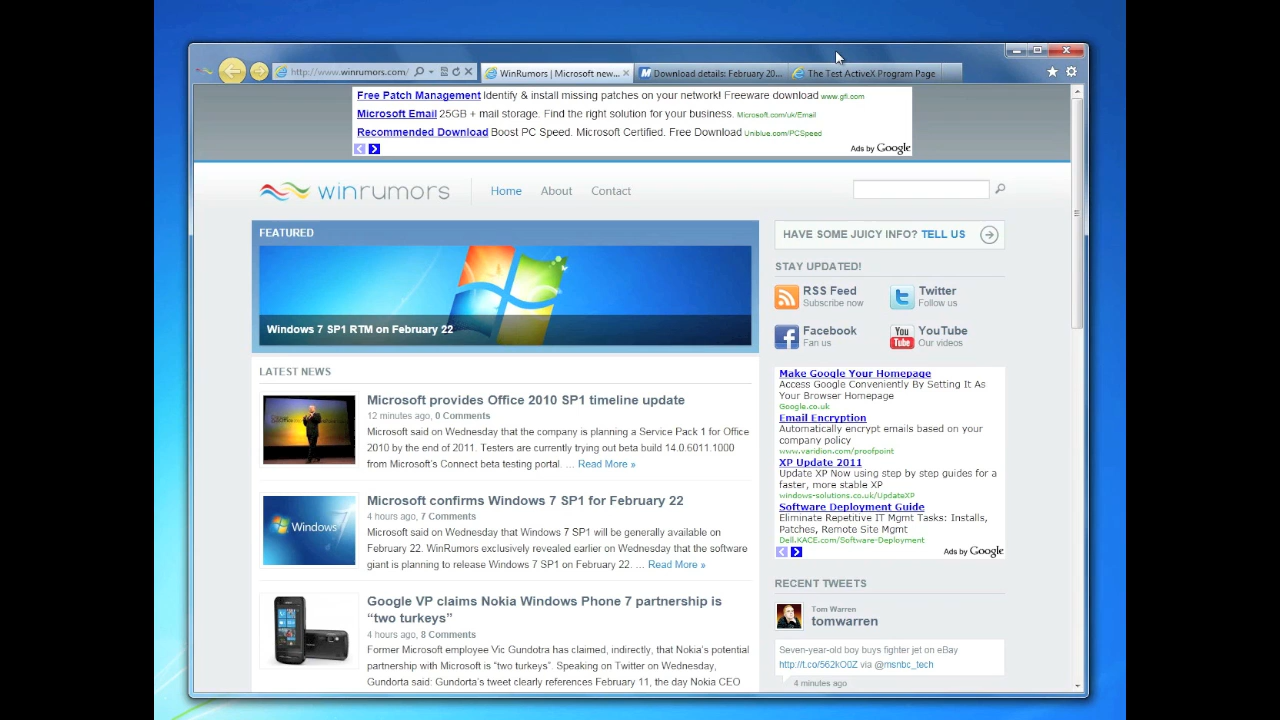 http://www.winrumors.com/
WinRumors | Microsoft new...
Download details: February 20...
The Test ActiveX Program Page
Free Patch Management Identify & install missing patches on your network! Freeware download www.gfi.com
Microsoft Email 25GB + mail storage. Find the right solution for your business. Microsoft.com/uk/Email
Recommended Download Boost PC Speed. Microsoft Certified. Free Download Uniblue.com/PCSpeed
Ads by Google
winrumors
Home
About
Contact
FEATURED
Windows 7 SP1 RTM on February 22
LATEST NEWS
Microsoft provides Office 2010 SP1 timeline update
12 minutes ago, 0 Comments
Microsoft said on Wednesday that the company is planning a Service Pack 1 for Office
2010 by the end of 2011. Testers are currently trying out beta build 14.0.6011.1000
from Microsoft's Connect beta testing portal. ... Read More »
Windows 7
Microsoft confirms Windows 7 SP1 for February 22
4 hours ago, 7 Comments
Microsoft said on Wednesday that Windows 7 SP1 will be generally available on
February 22. WinRumors exclusively revealed earlier on Wednesday that the software
giant is planning to release Windows 7 SP1 on February 22. ... Read More »
Google VP claims Nokia Windows Phone 7 partnership is
“two turkeys”
4 hours ago, 8 Comments
Former Microsoft employee Vic Gundotra has claimed, indirectly, that Nokia's potential
partnership with Microsoft is “two turkeys”. Speaking on Twitter on Wednesday,
Gundorta said: Gundorta's tweet clearly references February 11, the day Nokia CEO
HAVE SOME JUICY INFO? TELL US
STAY UPDATED!
RSS Feed
Subscribe now
Twitter
Follow us
Facebook
Fan us
You
Tube
YouTube
Our videos
Make Google Your Homepage
Access Google Conveniently By Setting It As
Your Browser Homepage
Google.co.uk
Email Encryption
Automatically encrypt emails based on your
company policy
www.varidion.com/proofpoint
XP Update 2011
Update XP Now using step by step guides for a
faster, more stable XP
windows-solutions.co.uk/UpdateXP
Software Deployment Guide
Eliminate Repetitive IT Mgmt Tasks: Installs,
Patches, Remote Site Mgmt
Dell.KACE.com/Software-Deployment
Ads by Google
RECENT TWEETS
Tom Warren
tomwarren
Seven-year-old boy buys fighter jet on eBay
http://t.co/562kO0Z via @msnbc_tech
4 minutes ago